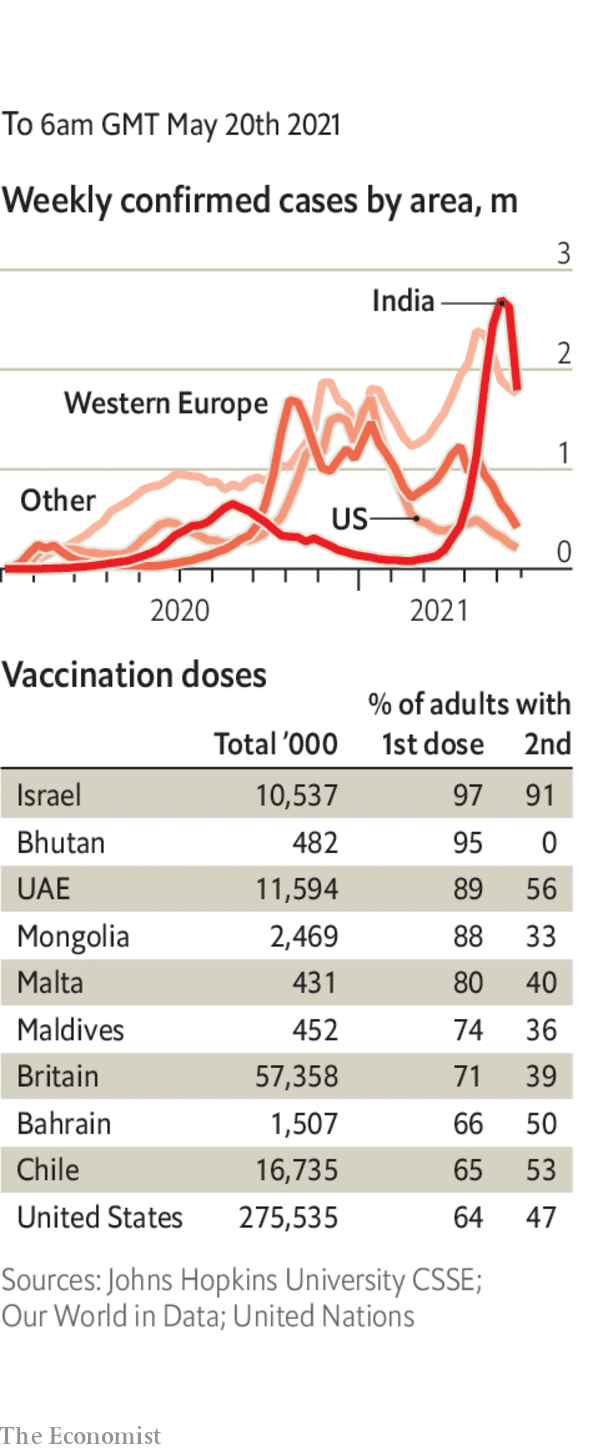 To 6am GMT May 20th 2021
Weekly confirmed cases by area, m
3
India
2
Western Europe
1
Other
US
0
2020 2021
Vaccination doses
% of adults with
Total ’000 1st dose 2nd
Israel 10,537 97 91
Bhutan 482 95 0
UAE 11,594 89 56
Mongolia 2,469 88 33
Malta 431 80 40
Maldives 452 74 36
Britain 57,358 71 39
Bahrain 1,507 66 50
Chile 16,735 65 53
United States 275,535 64 47
Sources: Johns Hopkins University CSSE;
Our World in Data; United Nations
The Economist